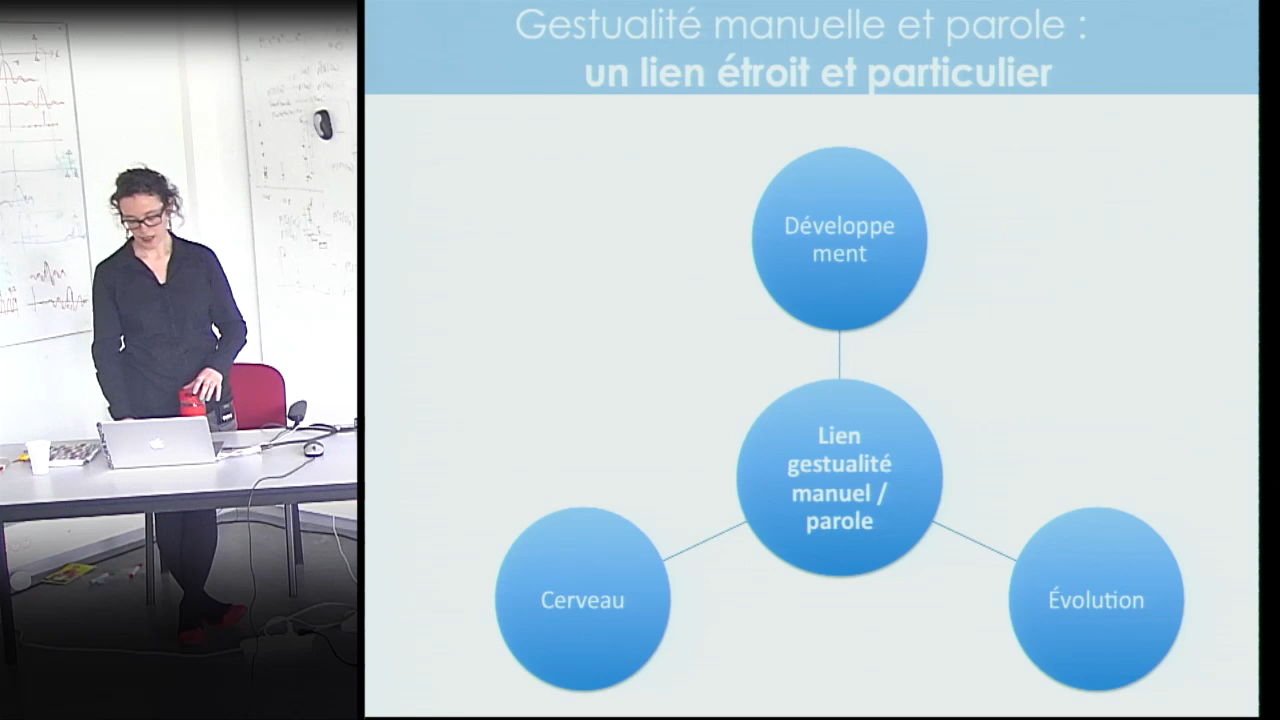 Gestualité manuelle et parole :
un lien étroit et particulier
Développe
ment
Lien
gestualité
manuel /
parole
Cerveau
Évolution